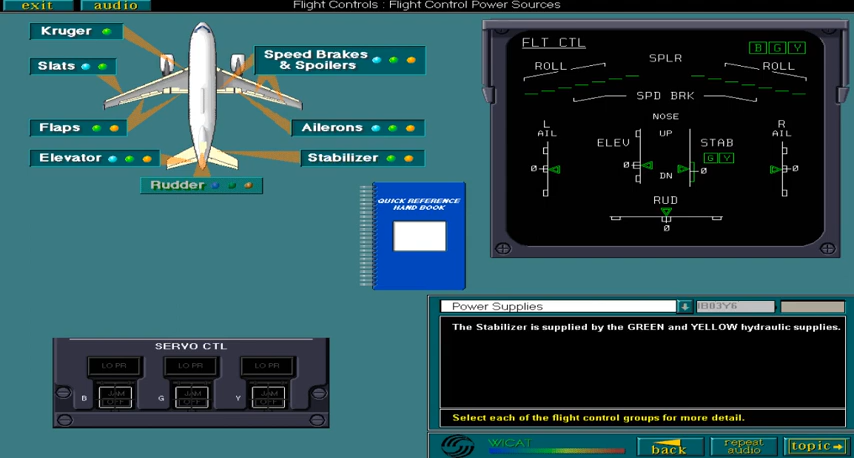 exit
audio
Flight Controls : Flight Control Power Sources
Kruger
Slats
Speed Brakes
& Spoilers
Flaps
Ailerons
Elevator
Stabilizer
Rudder
QUICK REFERENCE
HAND BOOK
FLT CTL
B G Y
SPLR
ROLL
ROLL
SPD BRK
NOSE
UP
L
AIL
ELEV
STAB
R
AIL
G Y
0
0
0
0
DN
RUD
0
Power Supplies
IB03Y6
The Stabilizer is supplied by the GREEN and YELLOW hydraulic supplies.
SERVO CTL
LO PR
LO PR
LO PR
B
JAM
OFF
G
JAM
OFF
Y
JAM
OFF
Select each of the flight control groups for more detail.
WICAT
back
repeat
audio
topic